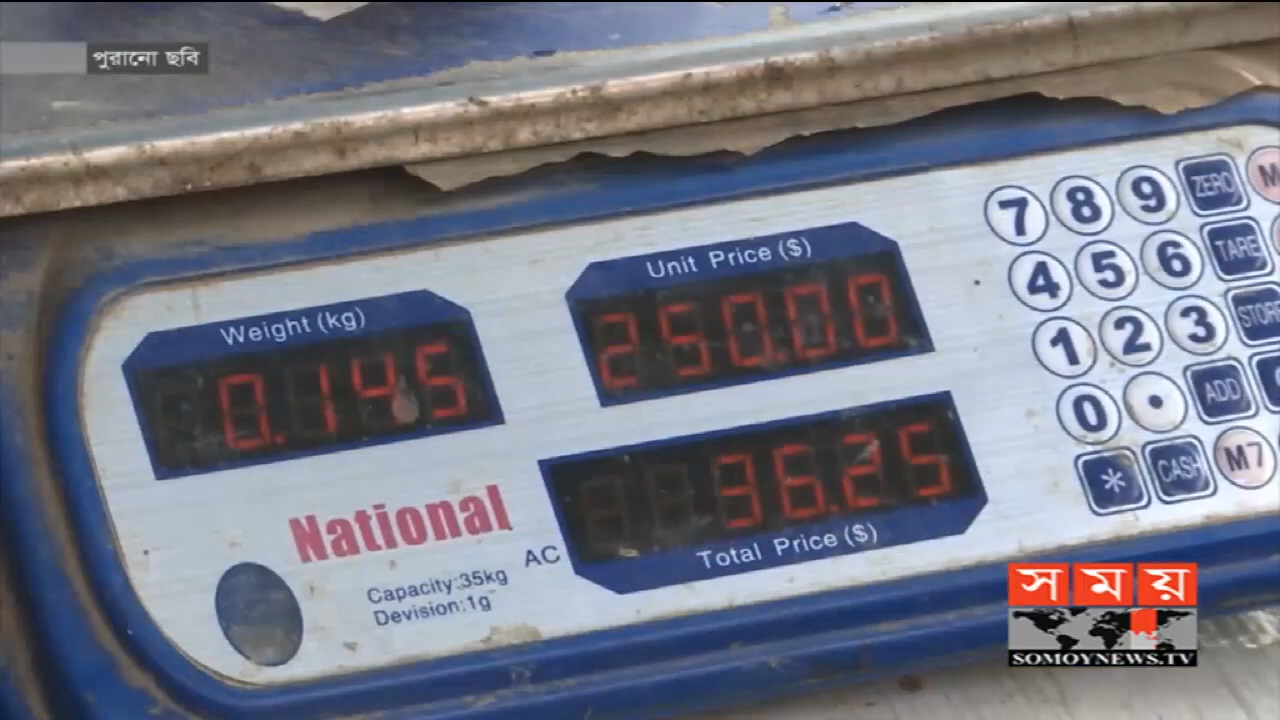 পুরানো ছবি
Weight (kg)
0.145
Unit Price ($)
250.00
36.25
Total Price ($)
National
AC
Capacity:35kg
Devision:1g
7 8 9 ZERO M
4 5 6 TARE
1 2 3 STOR
0 . ADD
* CASH M7
সময়
SOMOYNEWS.TV